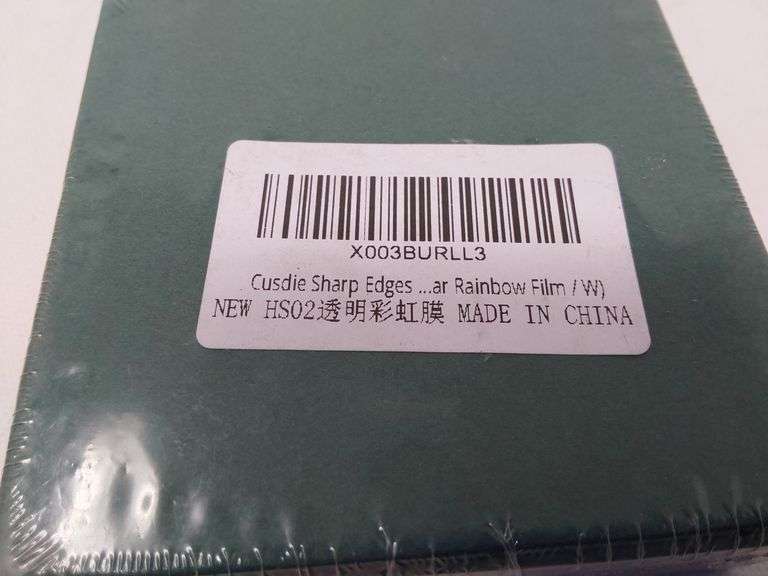 X003BURLL3
Cusdie Sharp Edges ...ar Rainbow Film / W)
NEW HS02透明彩虹膜 MADE IN CHINA